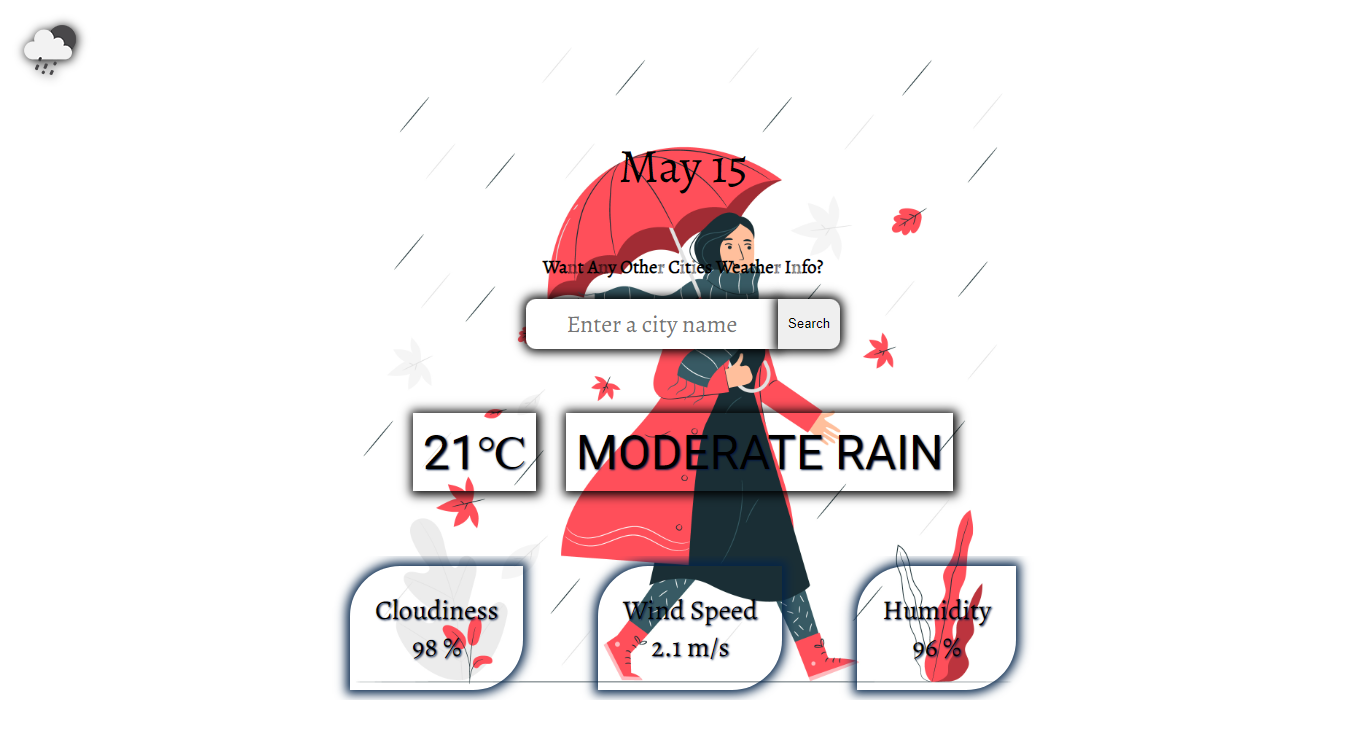 May 15
Want Any Other Cities Weather Info?
Enter a city name
Search
21°C
MODERATE RAIN
Cloudiness
98 %
Wind Speed
2.1 m/s
Humidity
96 %